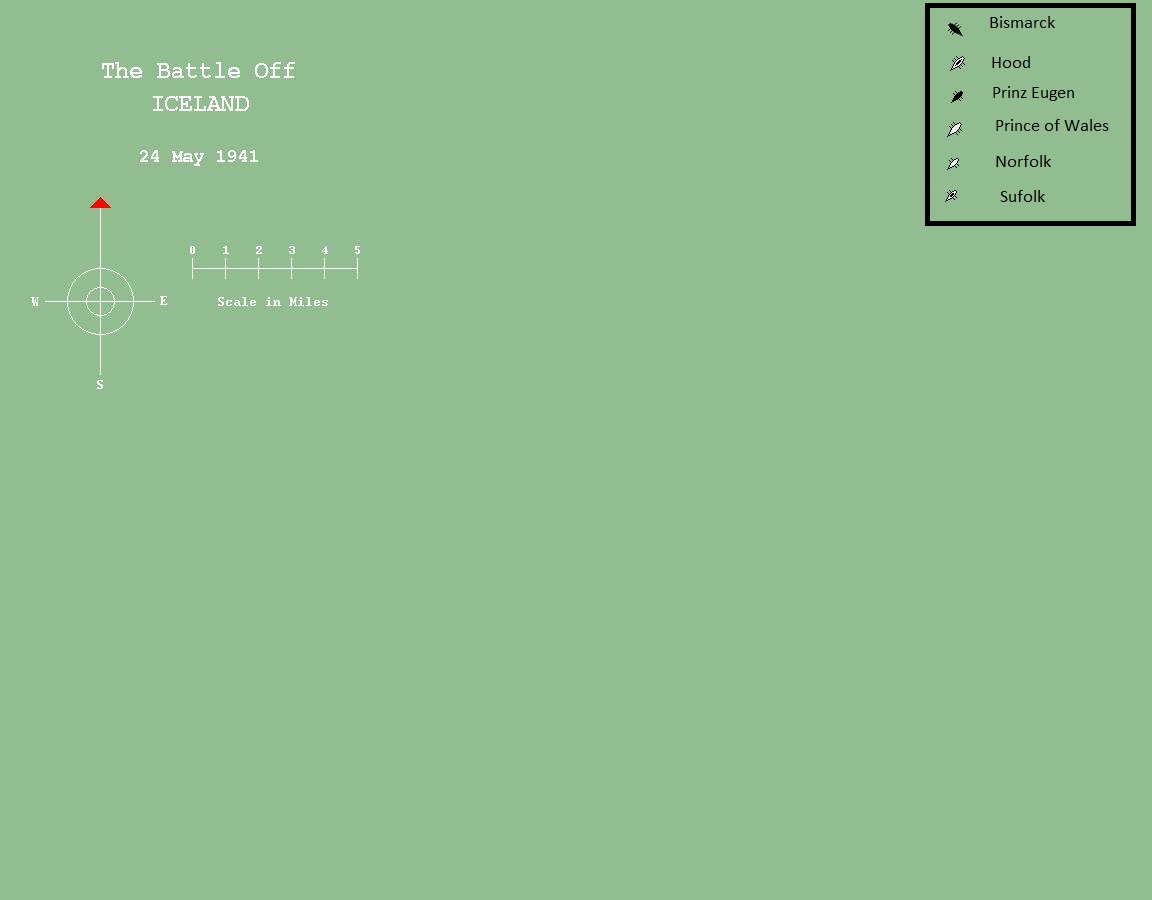 The Battle Off
ICELAND
24 May 1941
0 1 2 3 4 5
Scale in Miles
W E
S
Bismarck
Hood
Prinz Eugen
Prince of Wales
Norfolk
Sufolk